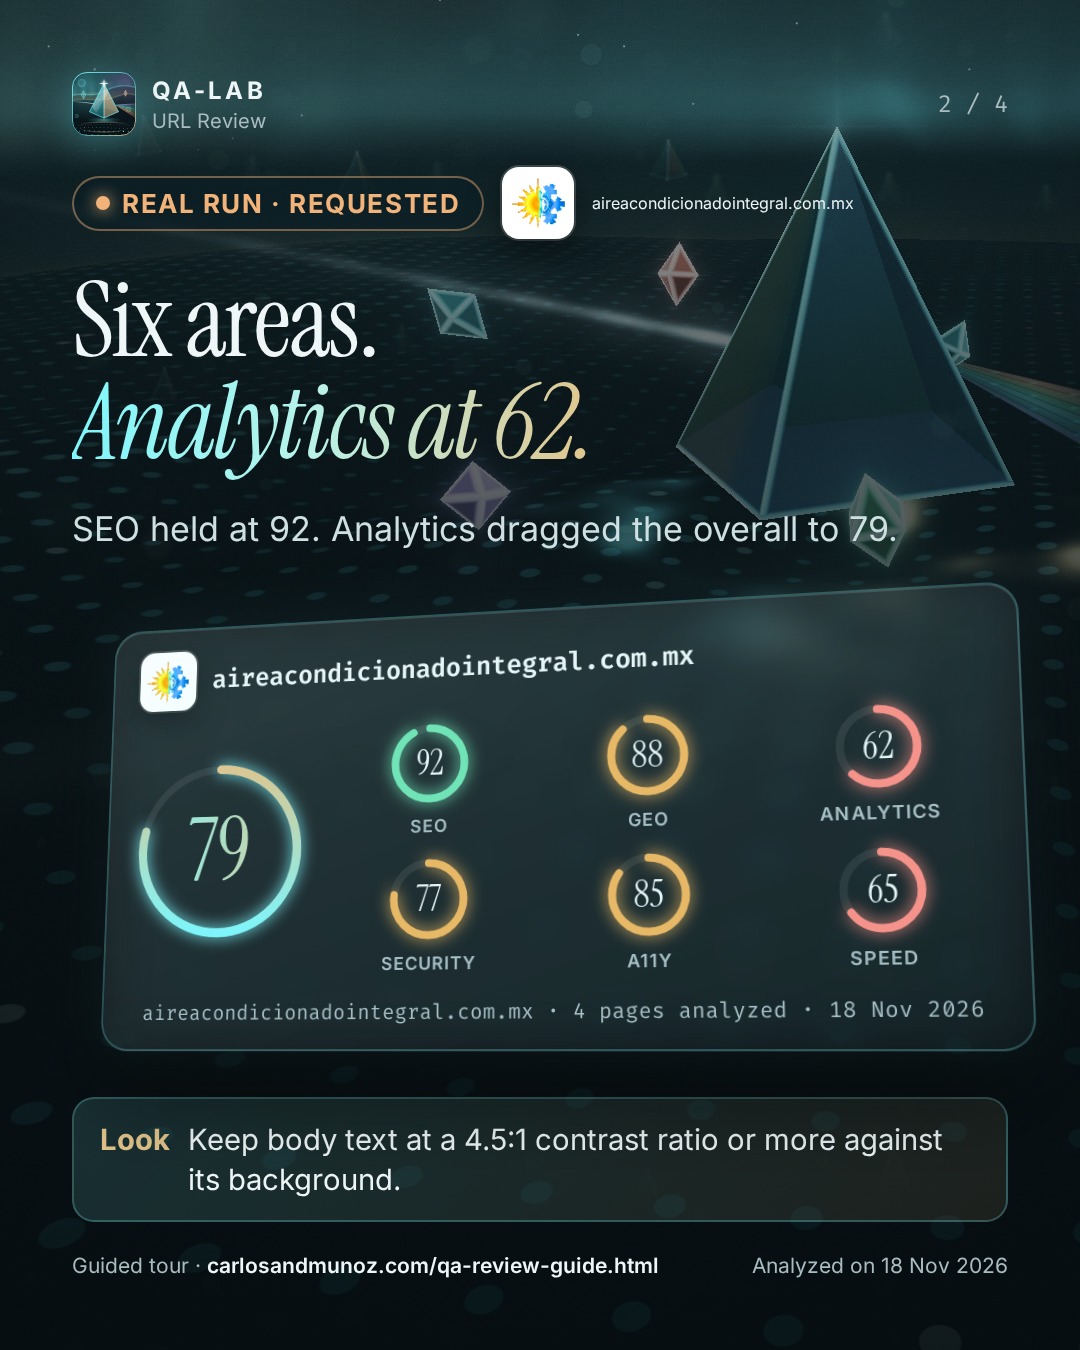 QA-LAB
URL Review
2 / 4
REAL RUN · REQUESTED
aireacondicionadointegral.com.mx
Six areas.
Analytics at 62.
SEO held at 92. Analytics dragged the overall to 79.
aireacondicionadointegral.com.mx
79
92
SEO
88
GEO
62
ANALYTICS
77
SECURITY
85
A11Y
65
SPEED
aireacondicionadointegral.com.mx · 4 pages analyzed · 18 Nov 2026
Look Keep body text at a 4.5:1 contrast ratio or more against
its background.
Guided tour · carlosandmunoz.com/qa-review-guide.html
Analyzed on 18 Nov 2026